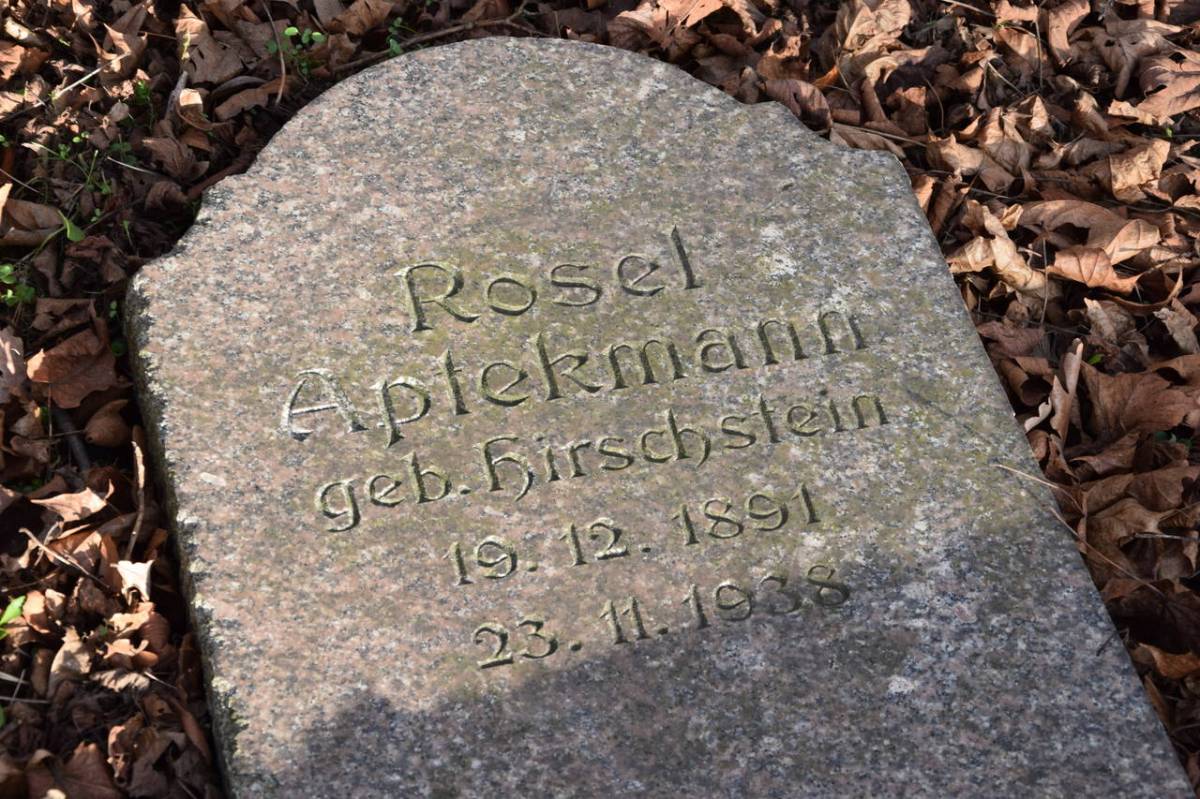 Rosel
Aptekmann
geb. Hirschstein
19. 12. 1891
23. 11. 1938